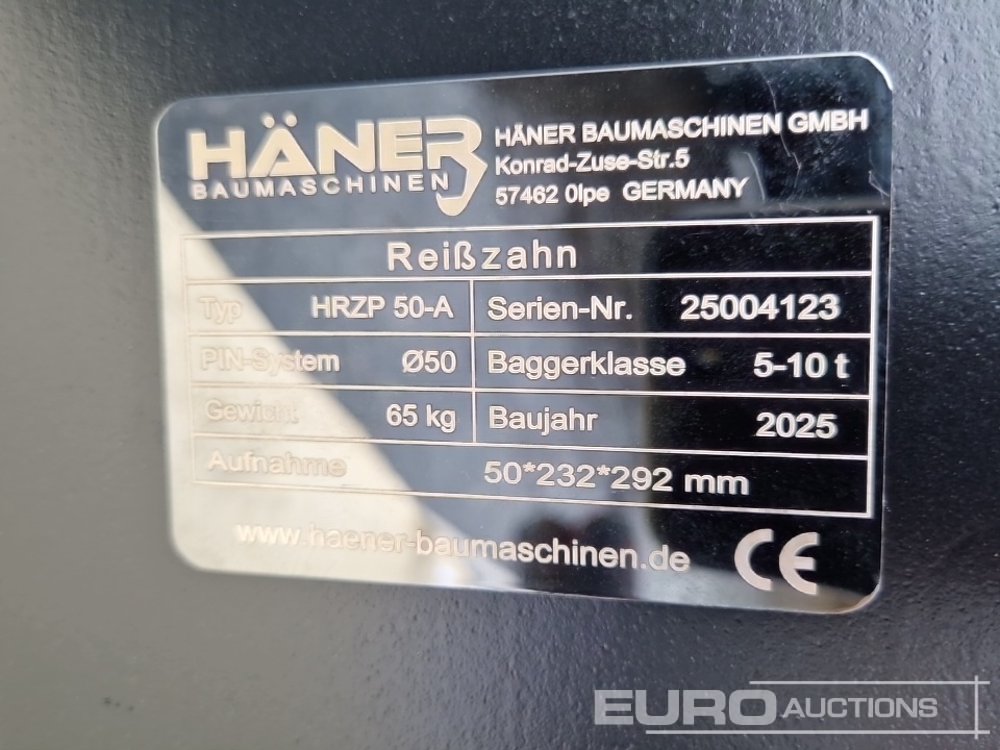 HÄNER
BAUMASCHINEN
HÄNER BAUMASCHINEN GMBH
Konrad-Zuse-Str.5
57462 Olpe GERMANY
Reißzahn
Typ HRZP 50-A Serien-Nr. 25004123
PIN-System Ø50 Baggerklasse 5-10 t
Gewicht 65 kg Baujahr 2025
Aufnahme 50*232*292 mm
www.haener-baumaschinen.de CE
EURO AUCTIONS